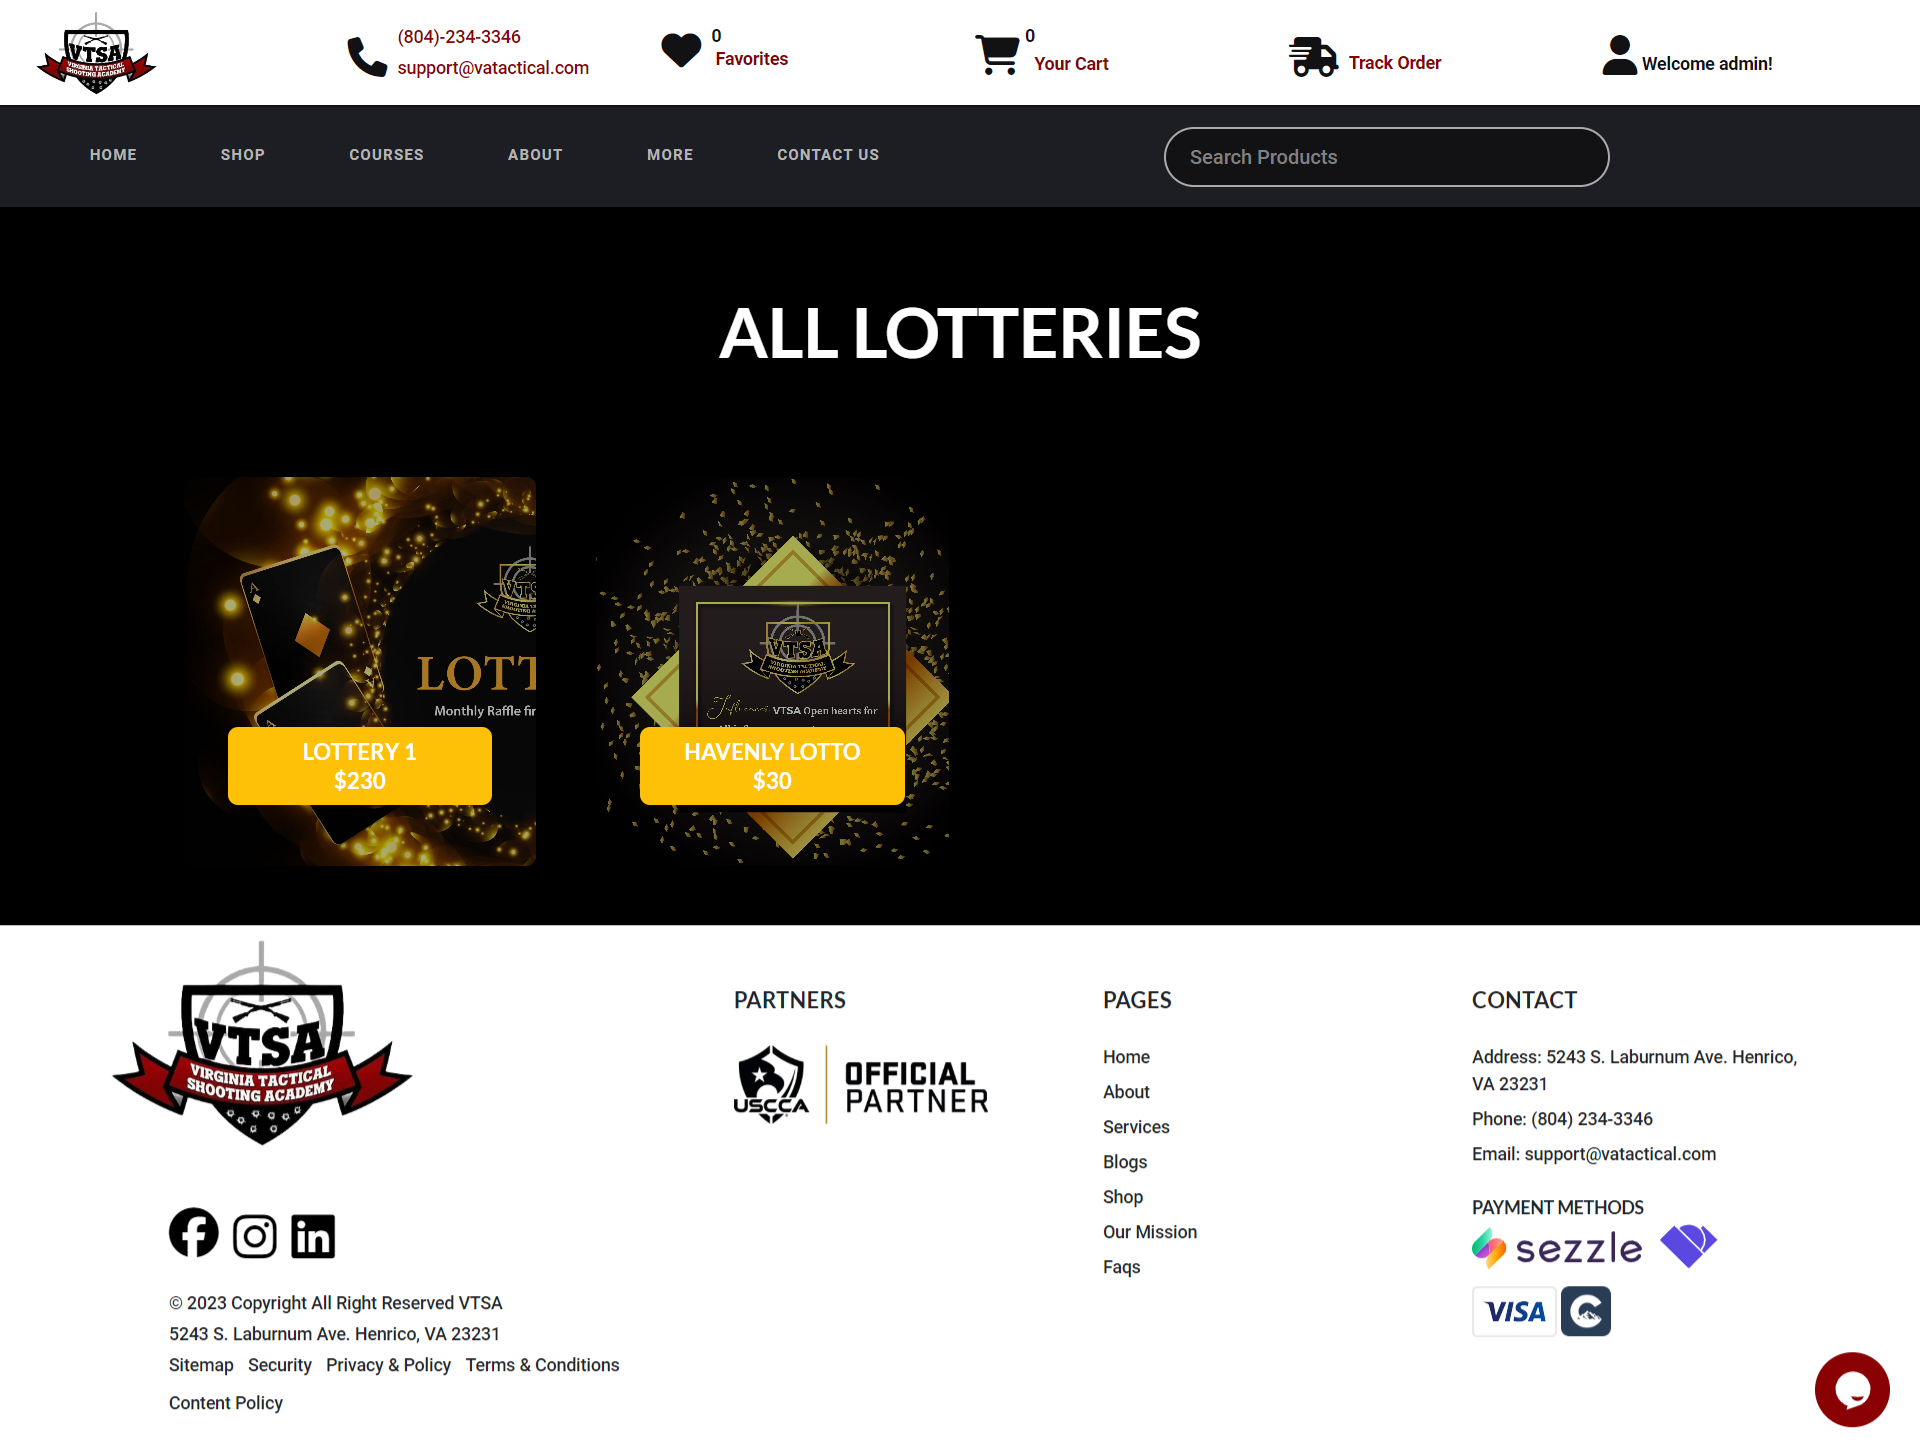 VTSA
VIRGINIA TACTICAL
SHOOTING ACADEMY
(804)-234-3346
support@vatactical.com
0
Favorites
0
Your Cart
Track Order
Welcome admin!
HOME
SHOP
COURSES
ABOUT
MORE
CONTACT US
Search Products
ALL LOTTERIES
A
LOTT
Monthly Raffle fir
LOTTERY 1
$230
VTSA
VIRGINIA TACTICAL
SHOOTING ACADEMY
VTSA Open hearts for
HAVENLY LOTTO
$30
VTSA
VIRGINIA TACTICAL
SHOOTING ACADEMY
© 2023 Copyright All Right Reserved VTSA
5243 S. Laburnum Ave. Henrico, VA 23231
Sitemap Security Privacy & Policy Terms & Conditions
Content Policy
PARTNERS
USCCA
OFFICIAL
PARTNER
PAGES
Home
About
Services
Blogs
Shop
Our Mission
Faqs
CONTACT
Address: 5243 S. Laburnum Ave. Henrico,
VA 23231
Phone: (804) 234-3346
Email: support@vatactical.com
PAYMENT METHODS
sezzle
VISA